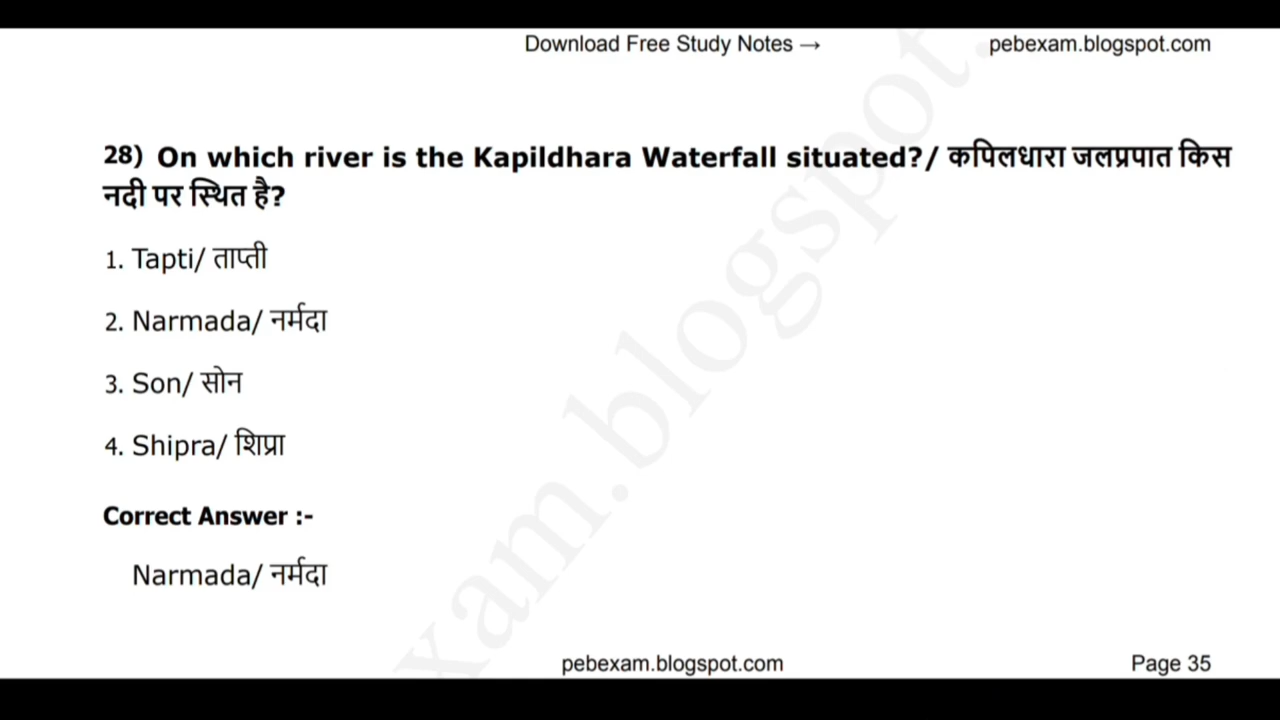 Download Free Study Notes → pebexam.blogspot.com
28) On which river is the Kapildhara Waterfall situated?/ कपिलधारा जलप्रपात किस
नदी पर स्थित है?
1. Tapti/ ताप्ती
2. Narmada/ नर्मदा
3. Son/ सोन
4. Shipra/ शिप्रा
Correct Answer :-
Narmada/ नर्मदा
xam.blogspot.
pebexam.blogspot.com Page 35